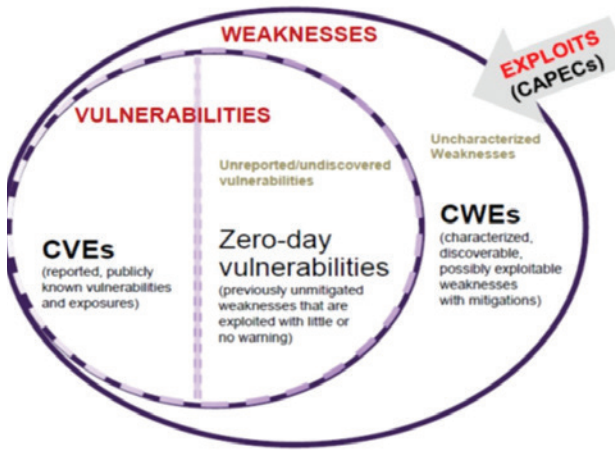 WEAKNESSES
EXPLOITS
(CAPECs)
VULNERABILITIES
Uncharacterized
Weaknesses
Unreported/undiscovered
vulnerabilities
CVEs
(reported, publicly
known vulnerabilities
and exposures)
Zero-day
vulnerabilities
(previously unmitigated
weaknesses that are
exploited with little or
no warning)
CWEs
(characterized,
discoverable,
possibly exploitable
weaknesses
with mitigations)